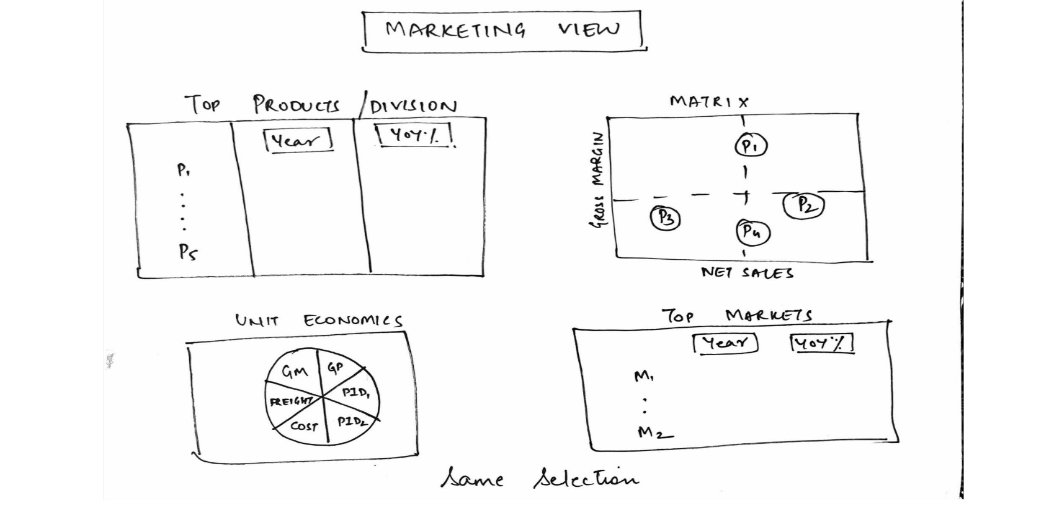 MARKETING VIEW
TOP PRODUCTS / DIVISION
Year
YOY%
P1
P5
MATRIX
GROSS MARGIN
P1
P2
P3
P4
NET SALES
UNIT ECONOMICS
GM
GP
FREIGHT
PID1
COST
PID2
TOP MARKETS
Year
YOY%
M1
M2
Same Selection